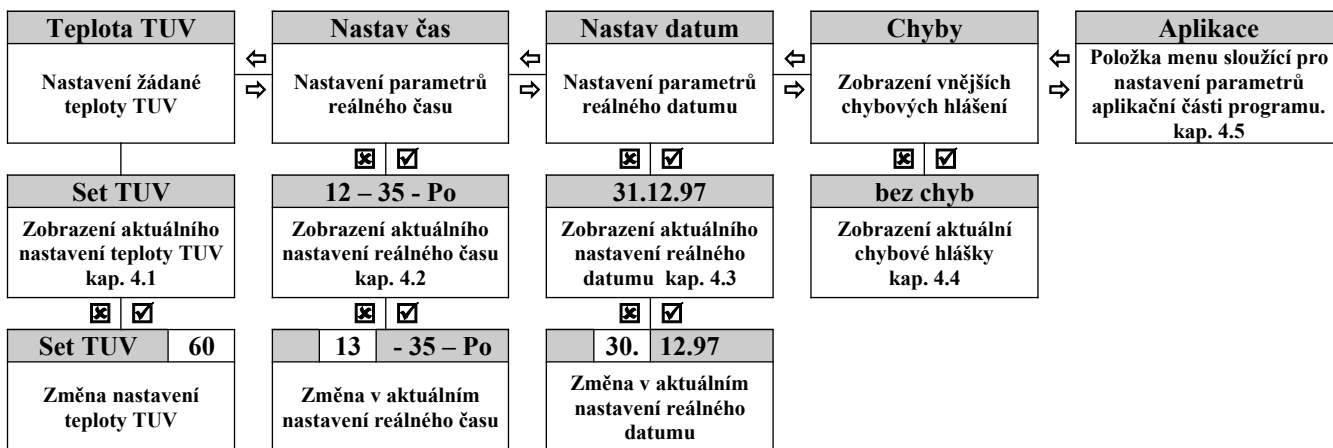 Teplota TUV
Nastavení žádané
teploty TUV
Nastav čas
Nastavení parametrů
reálného času
Nastav datum
Nastavení parametrů
reálného datumu
Chyby
Zobrazení vnějších
chybových hlášení
Aplikace
Položka menu sloužící pro
nastavení parametrů
aplikační části programu.
kap. 4.5
Set TUV
Zobrazení aktuálního
nastavení teploty TUV
kap. 4.1
12 – 35 - Po
Zobrazení aktuálního
nastavení reálného času
kap. 4.2
31.12.97
Zobrazení aktuálního
nastavení reálného
datumu kap. 4.3
bez chyb
Zobrazení aktuální
chybové hlášky
kap. 4.4
Set TUV 60
Změna nastavení
teploty TUV
13 - 35 – Po
Změna v aktuálním
nastavení reálného času
30. 12.97
Změna v aktuálním
nastavení reálného
datumu